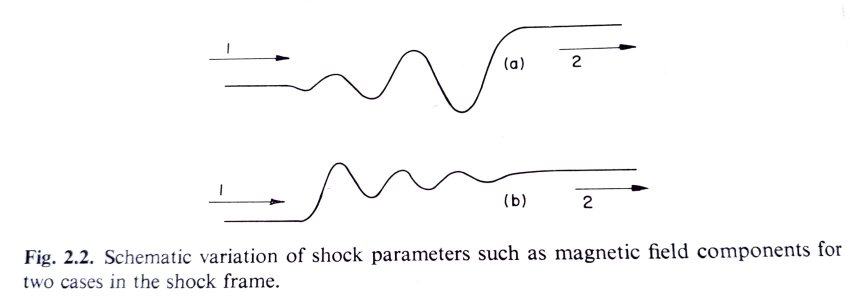 1
(a)
2
1
(b)
2
Fig. 2.2. Schematic variation of shock parameters such as magnetic field components for
two cases in the shock frame.